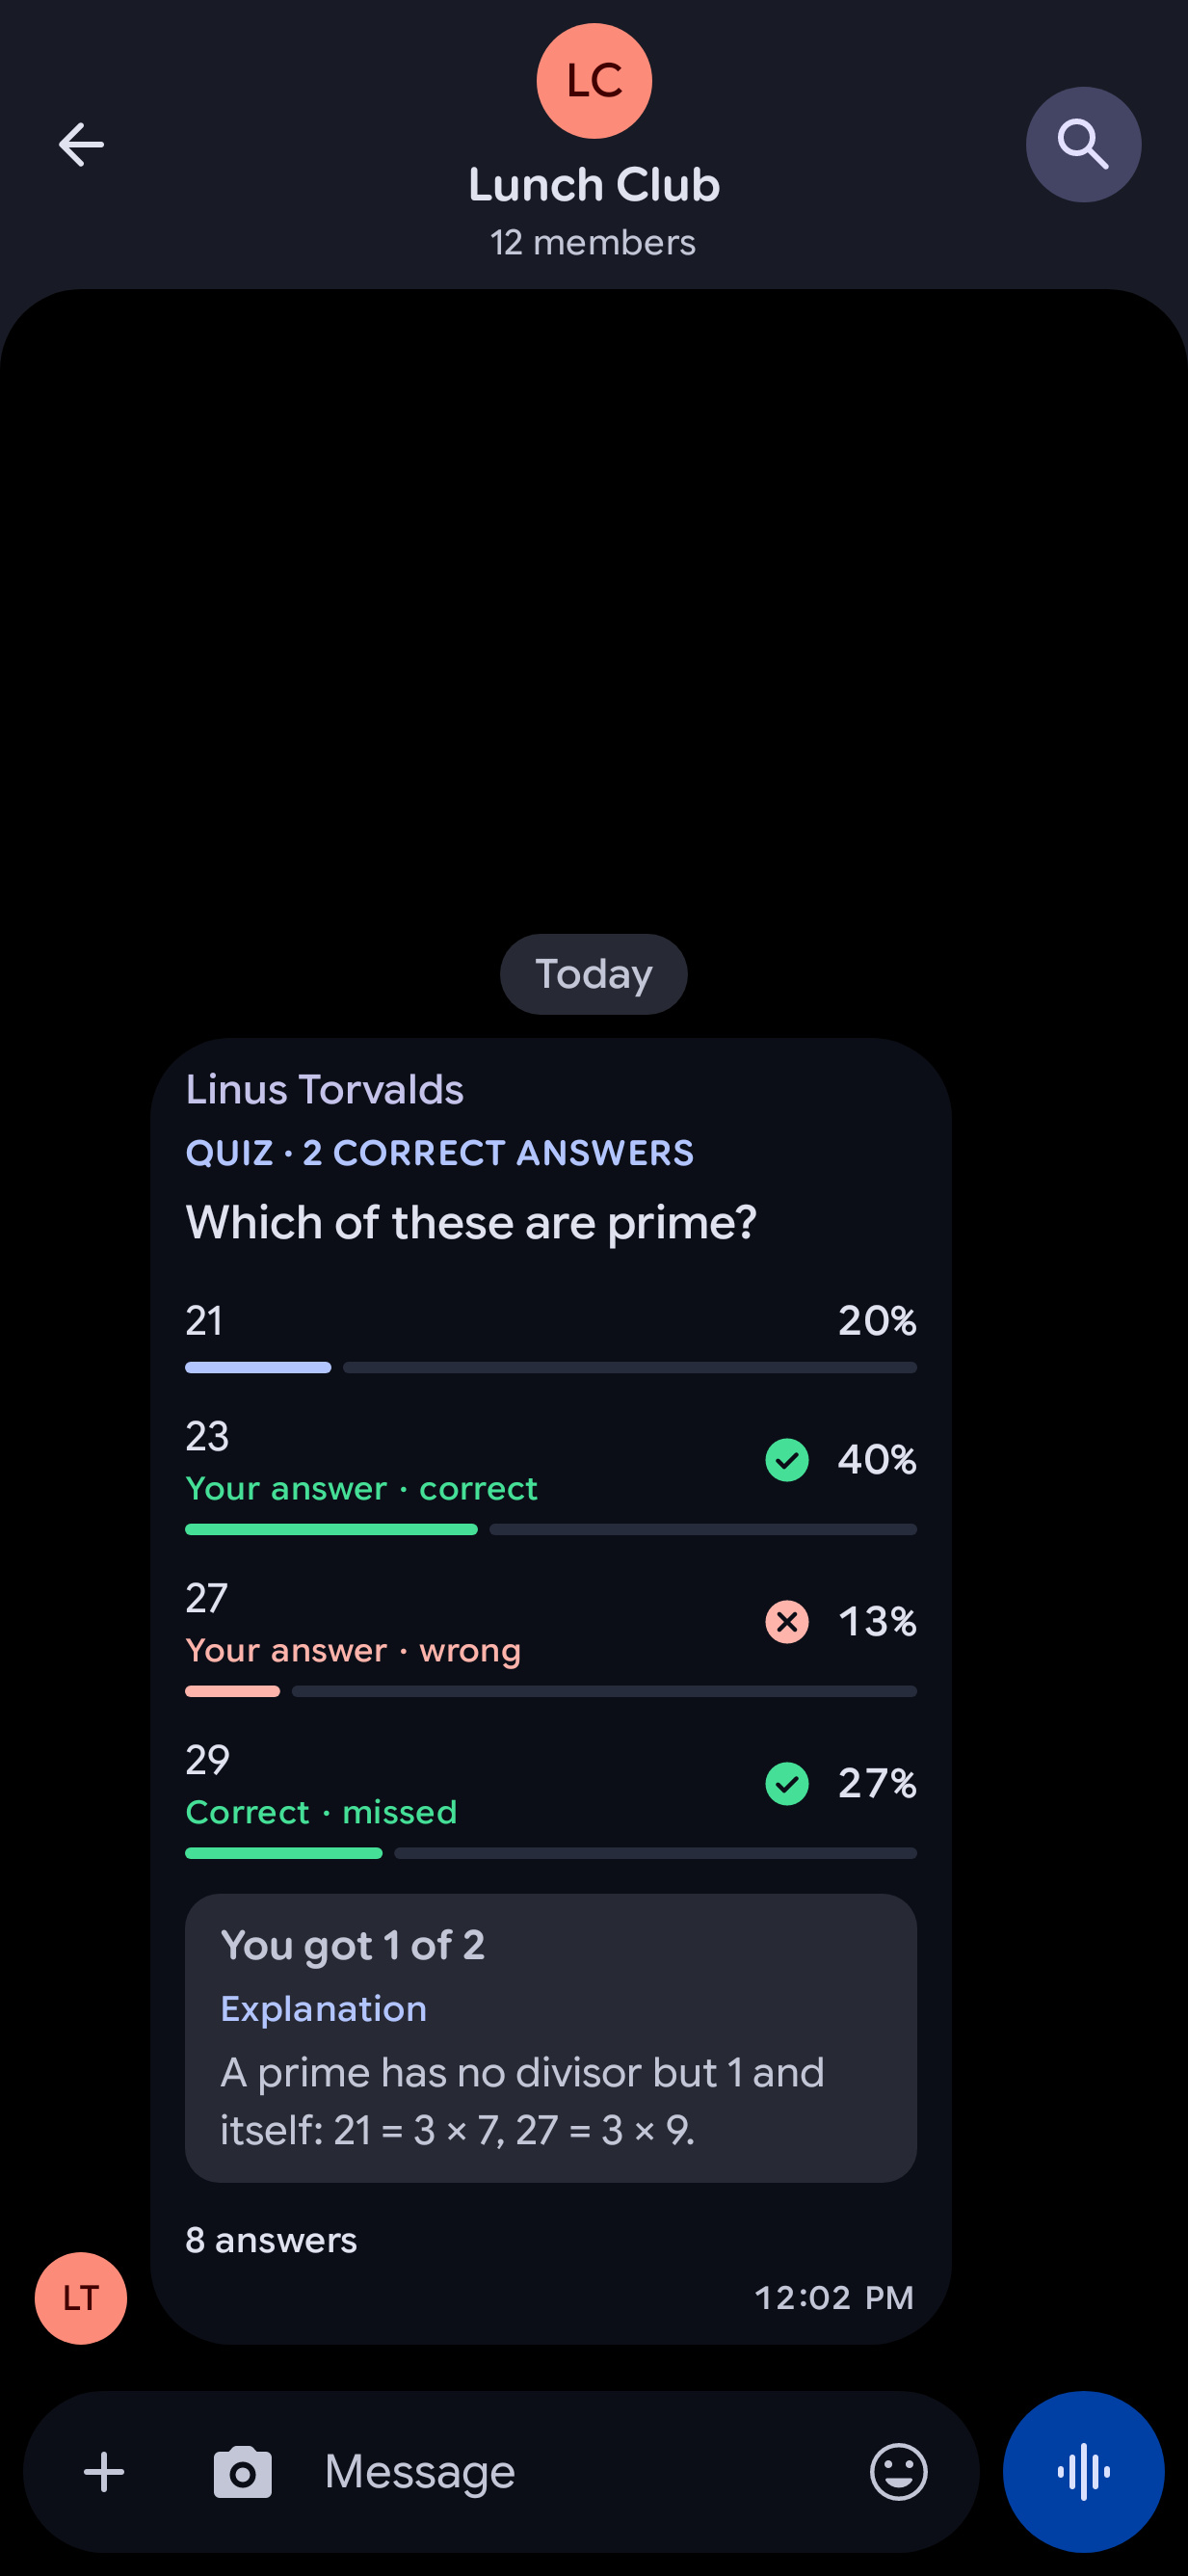 LC
Lunch Club
12 members
Today
Linus Torvalds
QUIZ · 2 CORRECT ANSWERS
Which of these are prime?
21 20%
23 40%
Your answer · correct
27 13%
Your answer · wrong
29 27%
Correct · missed
You got 1 of 2
Explanation
A prime has no divisor but 1 and
itself: 21 = 3 × 7, 27 = 3 × 9.
8 answers
LT
12:02 PM
Message